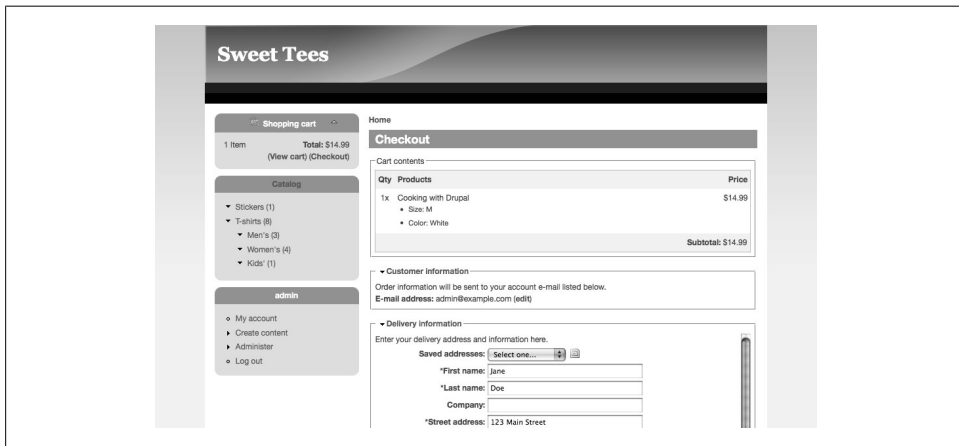 Sweet Tees
Shopping cart
1 Item Total: $14.99
(View cart) (Checkout)
Catalog
Stickers (1)
T-shirts (8)
Men's (3)
Women's (4)
Kids' (1)
admin
My account
Create content
Administer
Log out
Home
Checkout
Cart contents
Qty Products Price
1x Cooking with Drupal $14.99
Size: M
Color: White
Subtotal: $14.99
Customer information
Order information will be sent to your account e-mail listed below.
E-mail address: admin@example.com (edit)
Delivery information
Enter your delivery address and information here.
Saved addresses: Select one...
*First name: Jane
*Last name: Doe
Company:
*Street address: 123 Main Street